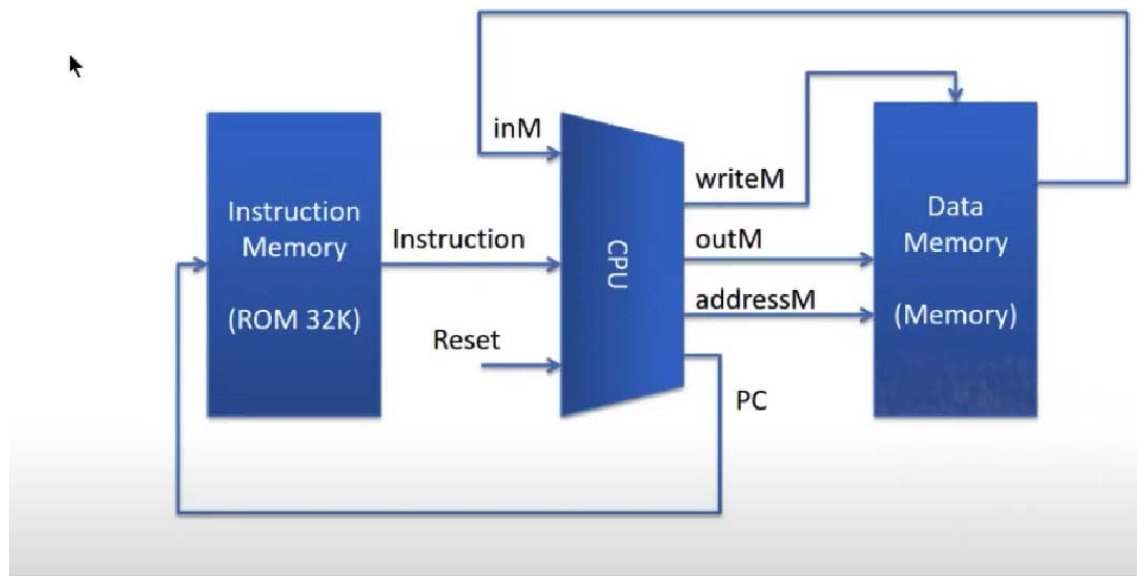 inM
Instruction
Memory
(ROM 32K)
Instruction
Reset
CPU
writeM
outM
addressM
PC
Data
Memory
(Memory)